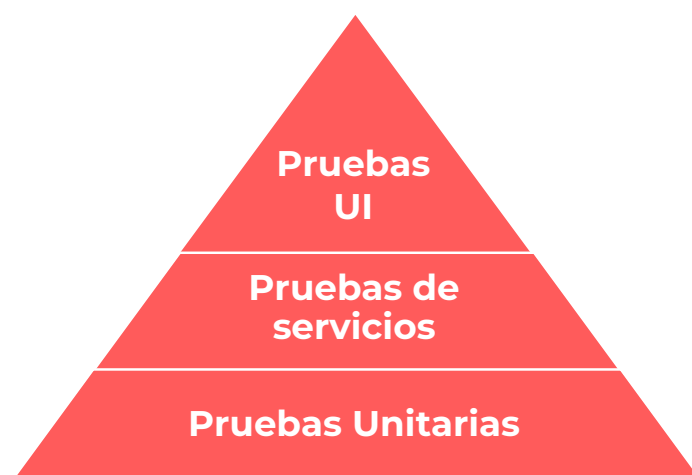 Pruebas
UI
Pruebas de
servicios
Pruebas Unitarias